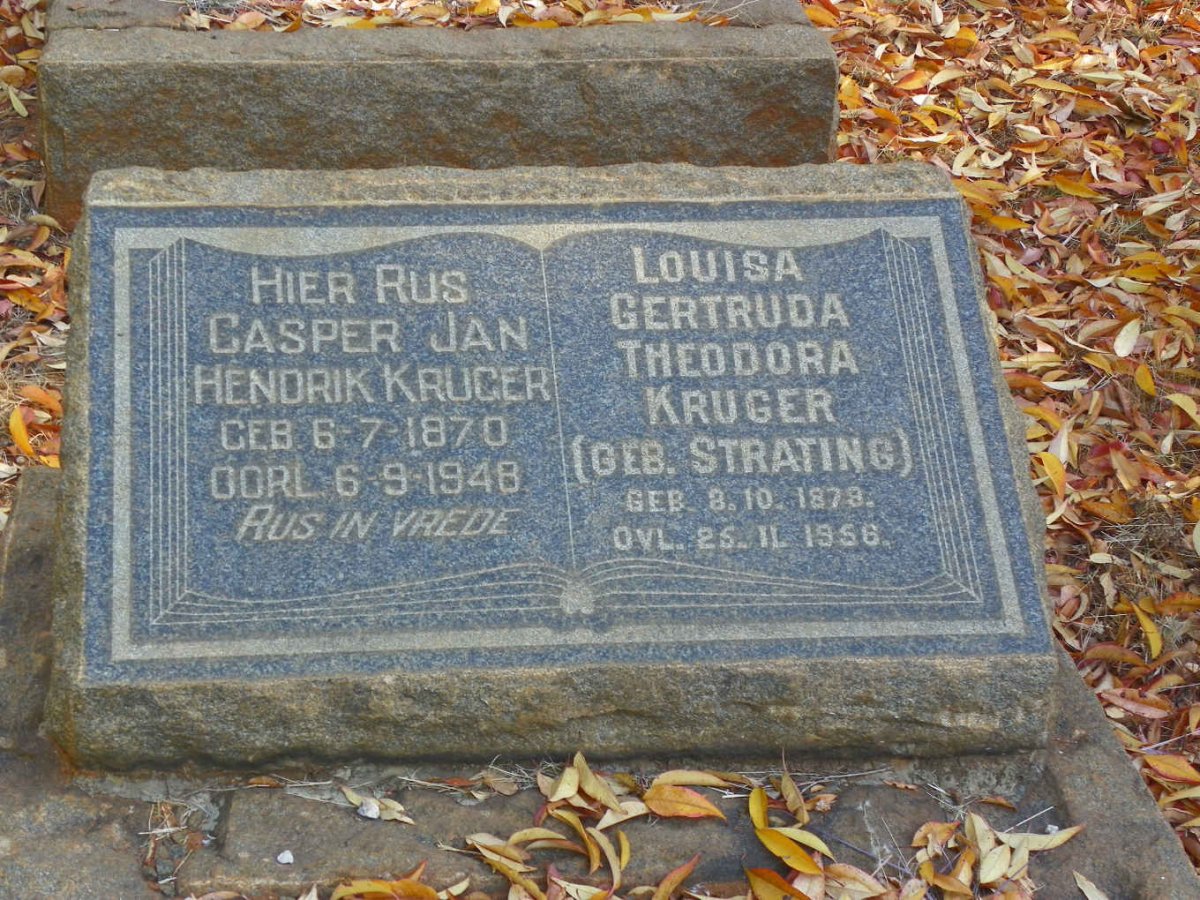 HIER RUS
CASPER JAN
HENDRIK KRUGER
GEB 6-7-1870
OORL 6-9-1948
RUS IN VREDE
LOUISA
GERTRUDA
THEODORA
KRUGER
(GEB. STRATING)
GEB. 8. 10. 1878.
OVL. 25. 11. 1956.